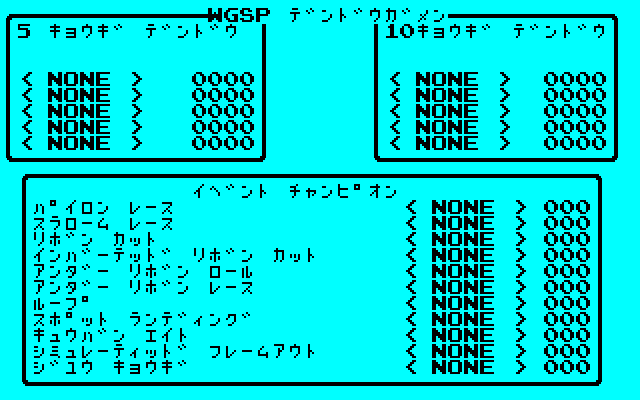 WGSP デンドウガメン
5 キョウギ デンドウ
< NONE > 0000
< NONE > 0000
< NONE > 0000
< NONE > 0000
< NONE > 0000
10キョウギ デンドウ
< NONE > 0000
< NONE > 0000
< NONE > 0000
< NONE > 0000
< NONE > 0000
イベント チャンピオン
パイロン レース < NONE > 000
スラローム レース < NONE > 000
リボン カット < NONE > 000
インバーテッド リボン カット < NONE > 000
アンダー リボン ロール < NONE > 000
アンダー リボン レース < NONE > 000
ループ < NONE > 000
スポット ランディング < NONE > 000
キュウバン エイト < NONE > 000
シミュレーティッド フレームアウト < NONE > 000
ジユウ キョウギ < NONE > 000